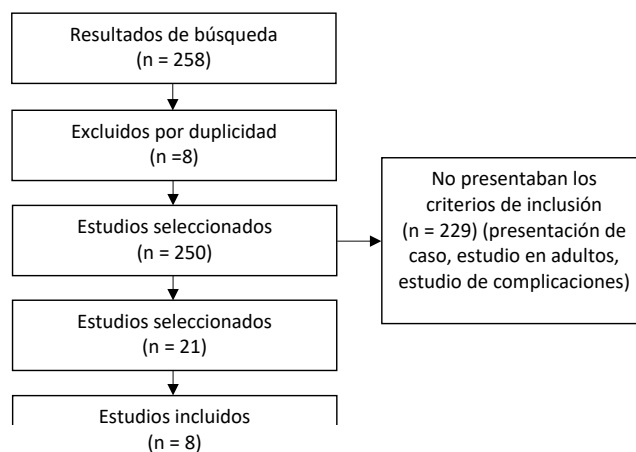 Resultados de búsqueda
(n = 258)
Excluidos por duplicidad
(n =8)
Estudios seleccionados
(n = 250)
No presentaban los
criterios de inclusión
(n = 229) (presentación de
caso, estudio en adultos,
estudio de complicaciones)
Estudios seleccionados
(n = 21)
Estudios incluidos
(n = 8)